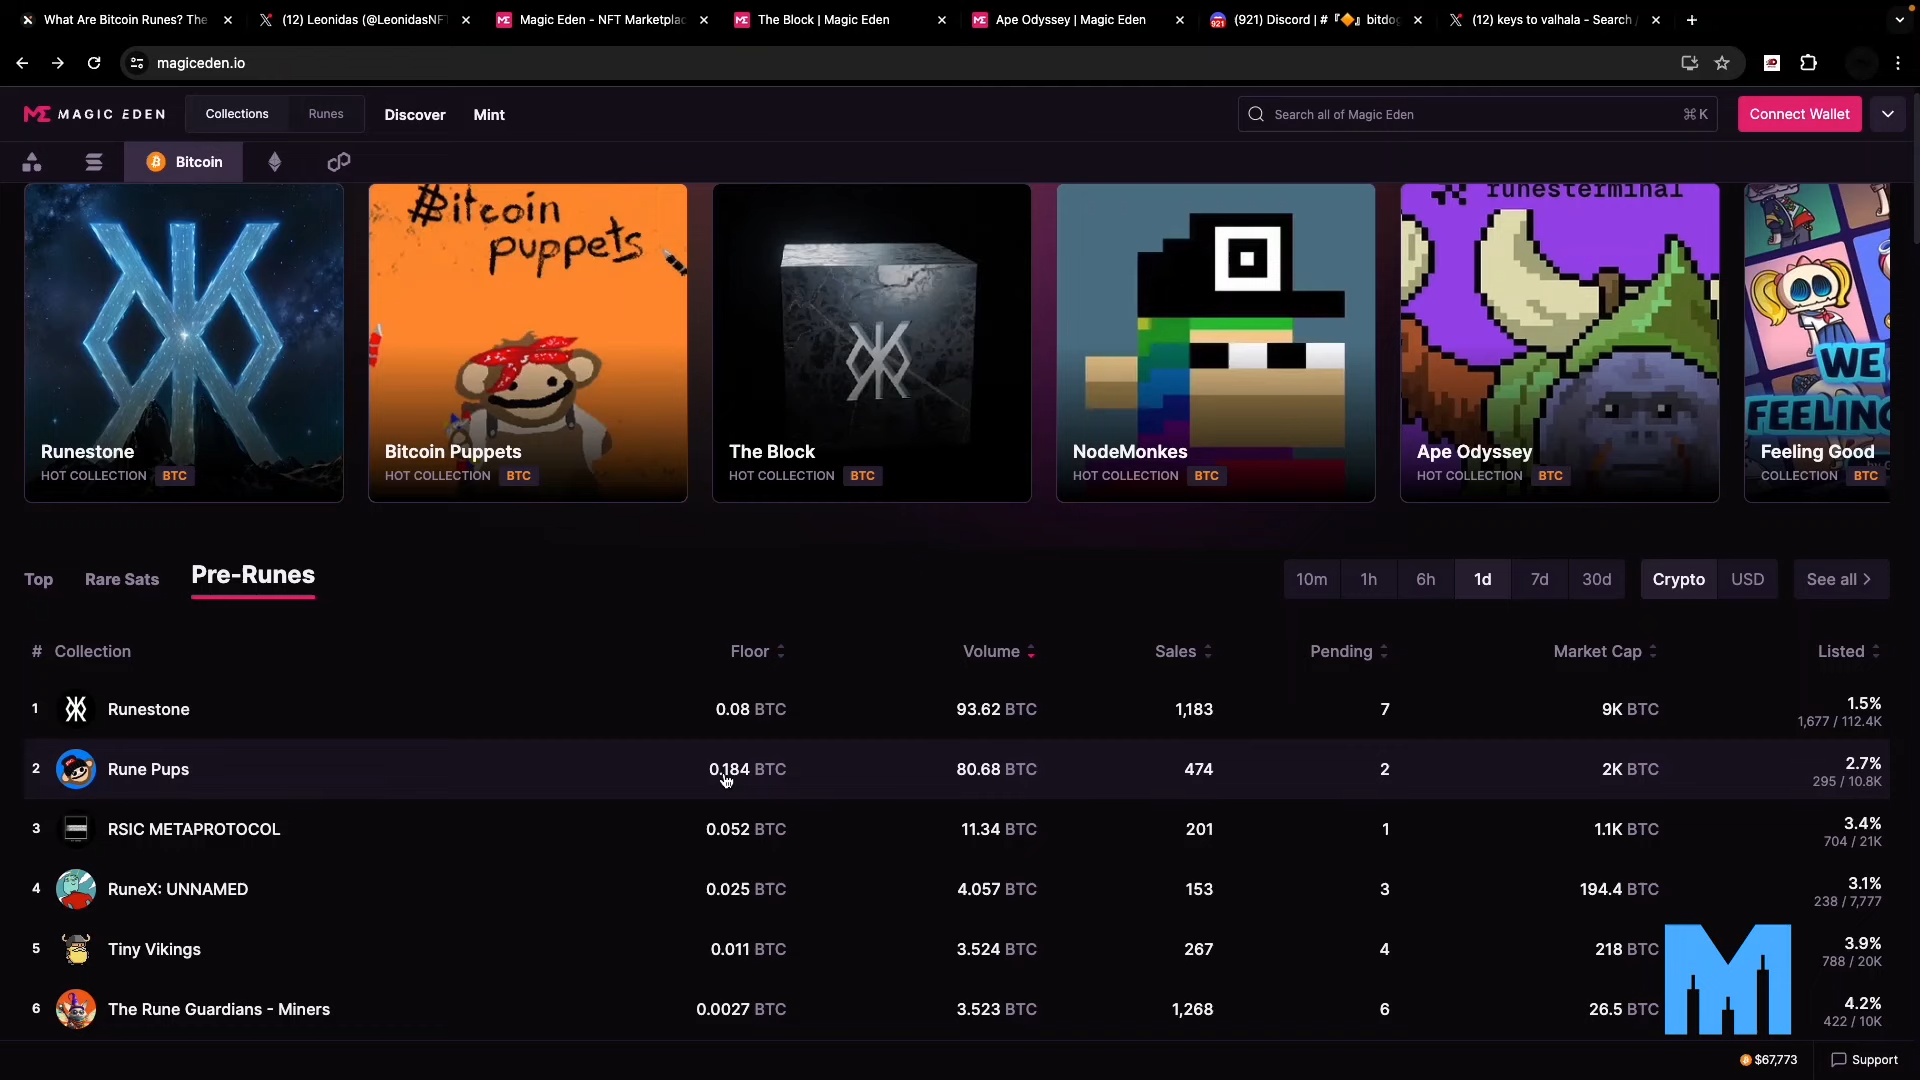 What Are Bitcoin Runes? The
(12) Leonidas (@LeonidasNF
Magic Eden - NFT Marketplac
The Block | Magic Eden
Ape Odyssey | Magic Eden
(921) Discord | # 『🔶』 bitdog
(12) keys to valhala - Search
magiceden.io
MAGIC EDEN
Collections
Runes
Discover
Mint
Search all of Magic Eden
⌘K
Connect Wallet
Bitcoin
#Bitcoin
puppets
runesterminal
WE
FEELING
Runestone
HOT COLLECTION BTC
Bitcoin Puppets
HOT COLLECTION BTC
The Block
HOT COLLECTION BTC
NodeMonkes
HOT COLLECTION BTC
Ape Odyssey
HOT COLLECTION BTC
Feeling Good
COLLECTION BTC
Top Rare Sats Pre-Runes
10m 1h 6h 1d 7d 30d Crypto USD See all >
# Collection Floor Volume Sales Pending Market Cap Listed
1 Runestone 0.08 BTC 93.62 BTC 1,183 7 9K BTC 1.5%
1,677 / 112.4K
2 Rune Pups 0.184 BTC 80.68 BTC 474 2 2K BTC 2.7%
295 / 10.8K
3 RSIC METAPROTOCOL 0.052 BTC 11.34 BTC 201 1 1.1K BTC 3.4%
704 / 21K
4 RuneX: UNNAMED 0.025 BTC 4.057 BTC 153 3 194.4 BTC 3.1%
238 / 7,777
5 Tiny Vikings 0.011 BTC 3.524 BTC 267 4 218 BTC 3.9%
788 / 20K
6 The Rune Guardians - Miners 0.0027 BTC 3.523 BTC 1,268 6 26.5 BTC 4.2%
422 / 10K
$67,773
Support